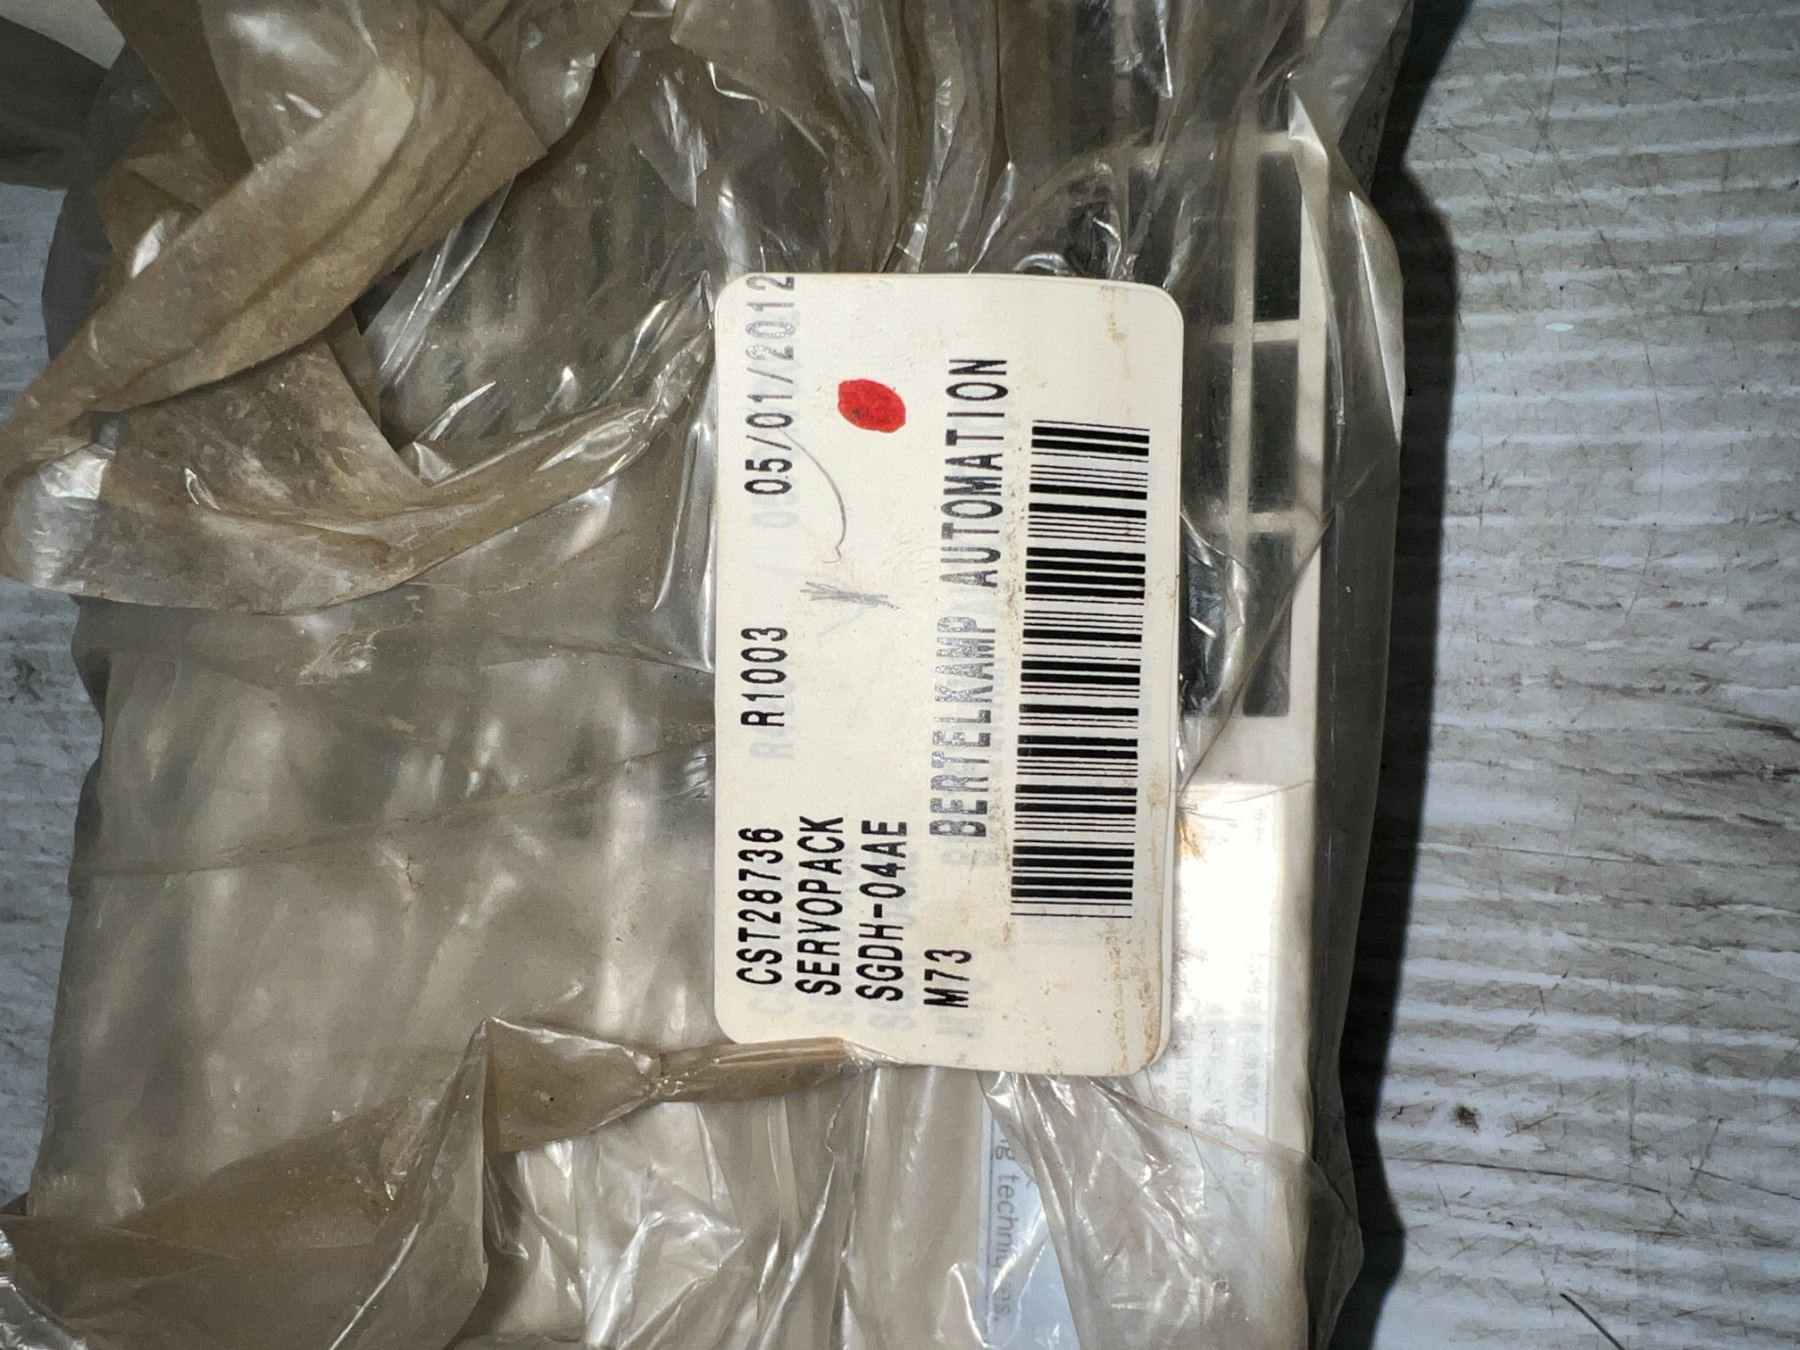 CST28736 R1003 05/01/2012
SERVOPACK
SGDH-04AE
M73
BERTELKAMP AUTOMATION